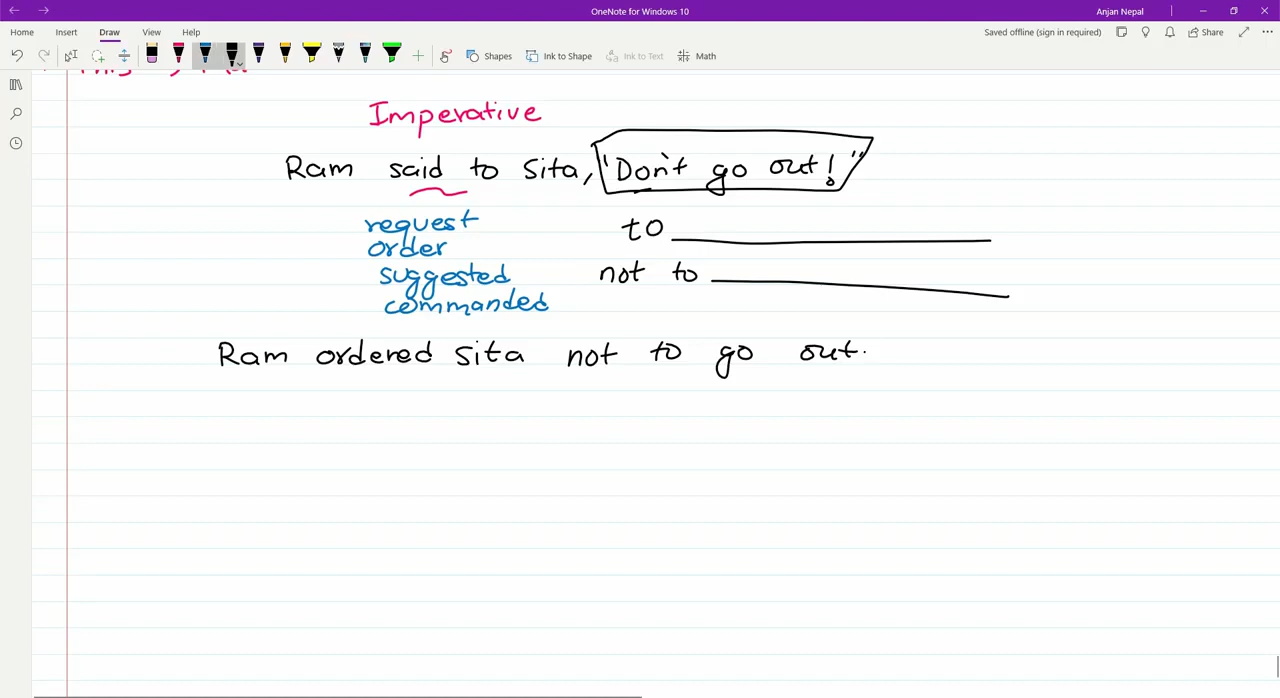 OneNote for Windows 10
Anjan Nepal
Home Insert Draw View Help
Saved offline (sign in required)
Share
Shapes Ink to Shape Ink to Text Math
Imperative
Ram said to Sita, "Don't go out!"
request
to
order
suggested
not to
commanded
Ram ordered sita not to go out.